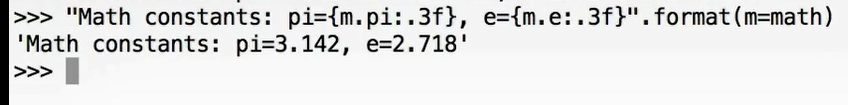 >>> "Math constants: pi={m.pi:.3f}, e={m.e:.3f}".format(m=math)
'Math constants: pi=3.142, e=2.718'
>>>